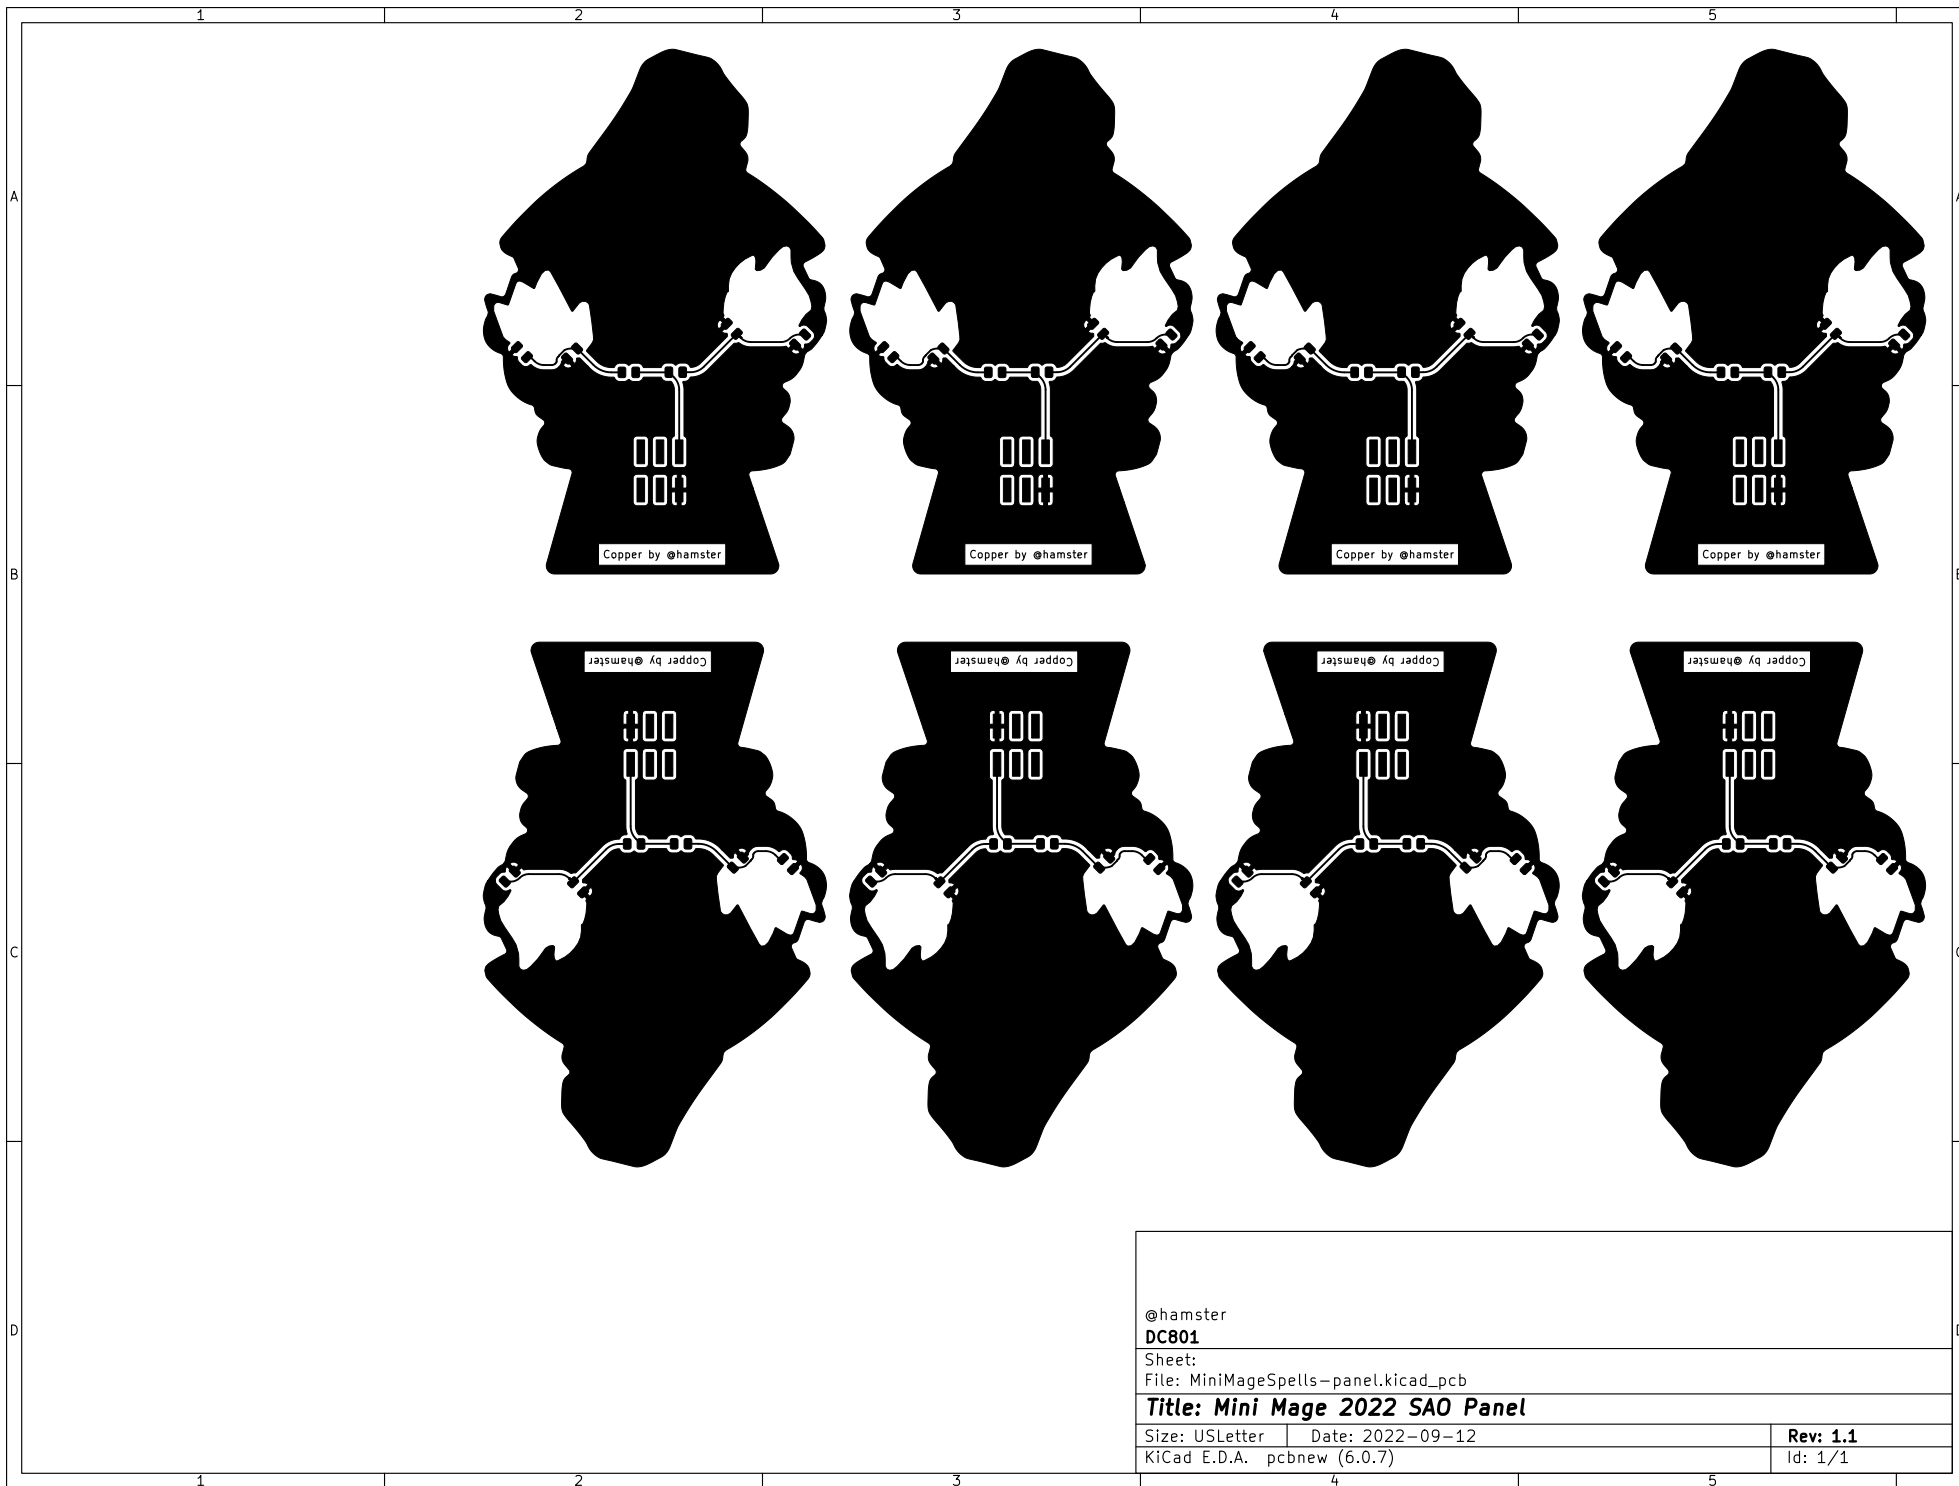 1 2 3 4 5
A A
Copper by @hamster Copper by @hamster Copper by @hamster Copper by @hamster
B B
Copper by @hamster Copper by @hamster Copper by @hamster Copper by @hamster
C C
@hamster
D D
DC801
Sheet:
File: MiniMageSpells-panel.kicad_pcb
Title: Mini Mage 2022 SAO Panel
Size: USLetter Date: 2022-09-12 Rev: 1.1
KiCad E.D.A. pcbnew (6.0.7) Id: 1/1
1 2 3 4 5